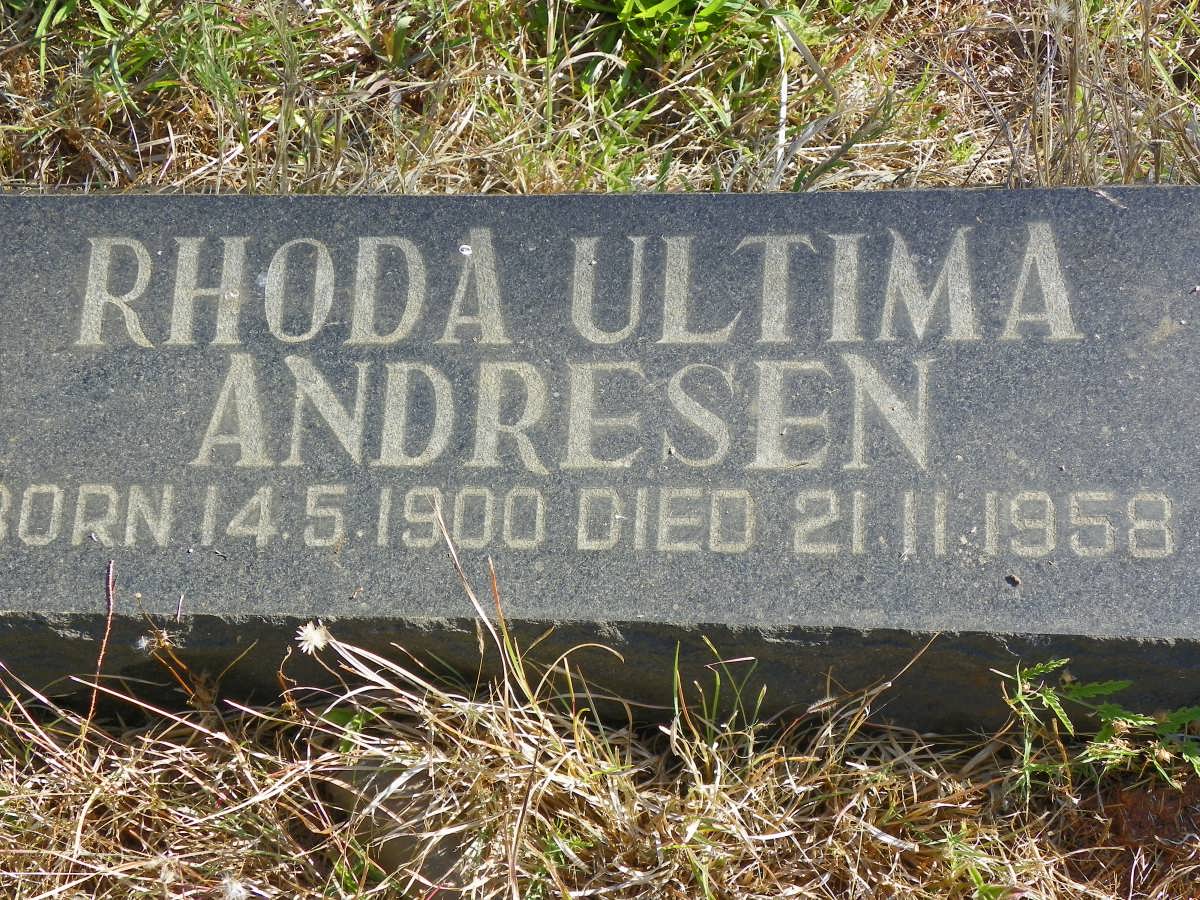 RHODA ULTIMA
ANDRESEN
BORN 14.5.1900 DIED 21.11.1958